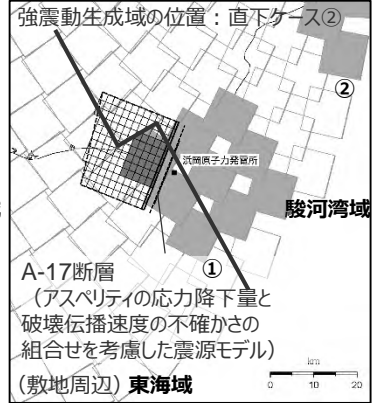 強震動生成域の位置：直下ケース②
②
浜岡原子力発電所
駿河湾域
①
A-17断層
（アスペリティの応力降下量と
破壊伝播速度の不確かさの
組合せを考慮した震源モデル）
(敷地周辺) 東海域
km
0 10 20